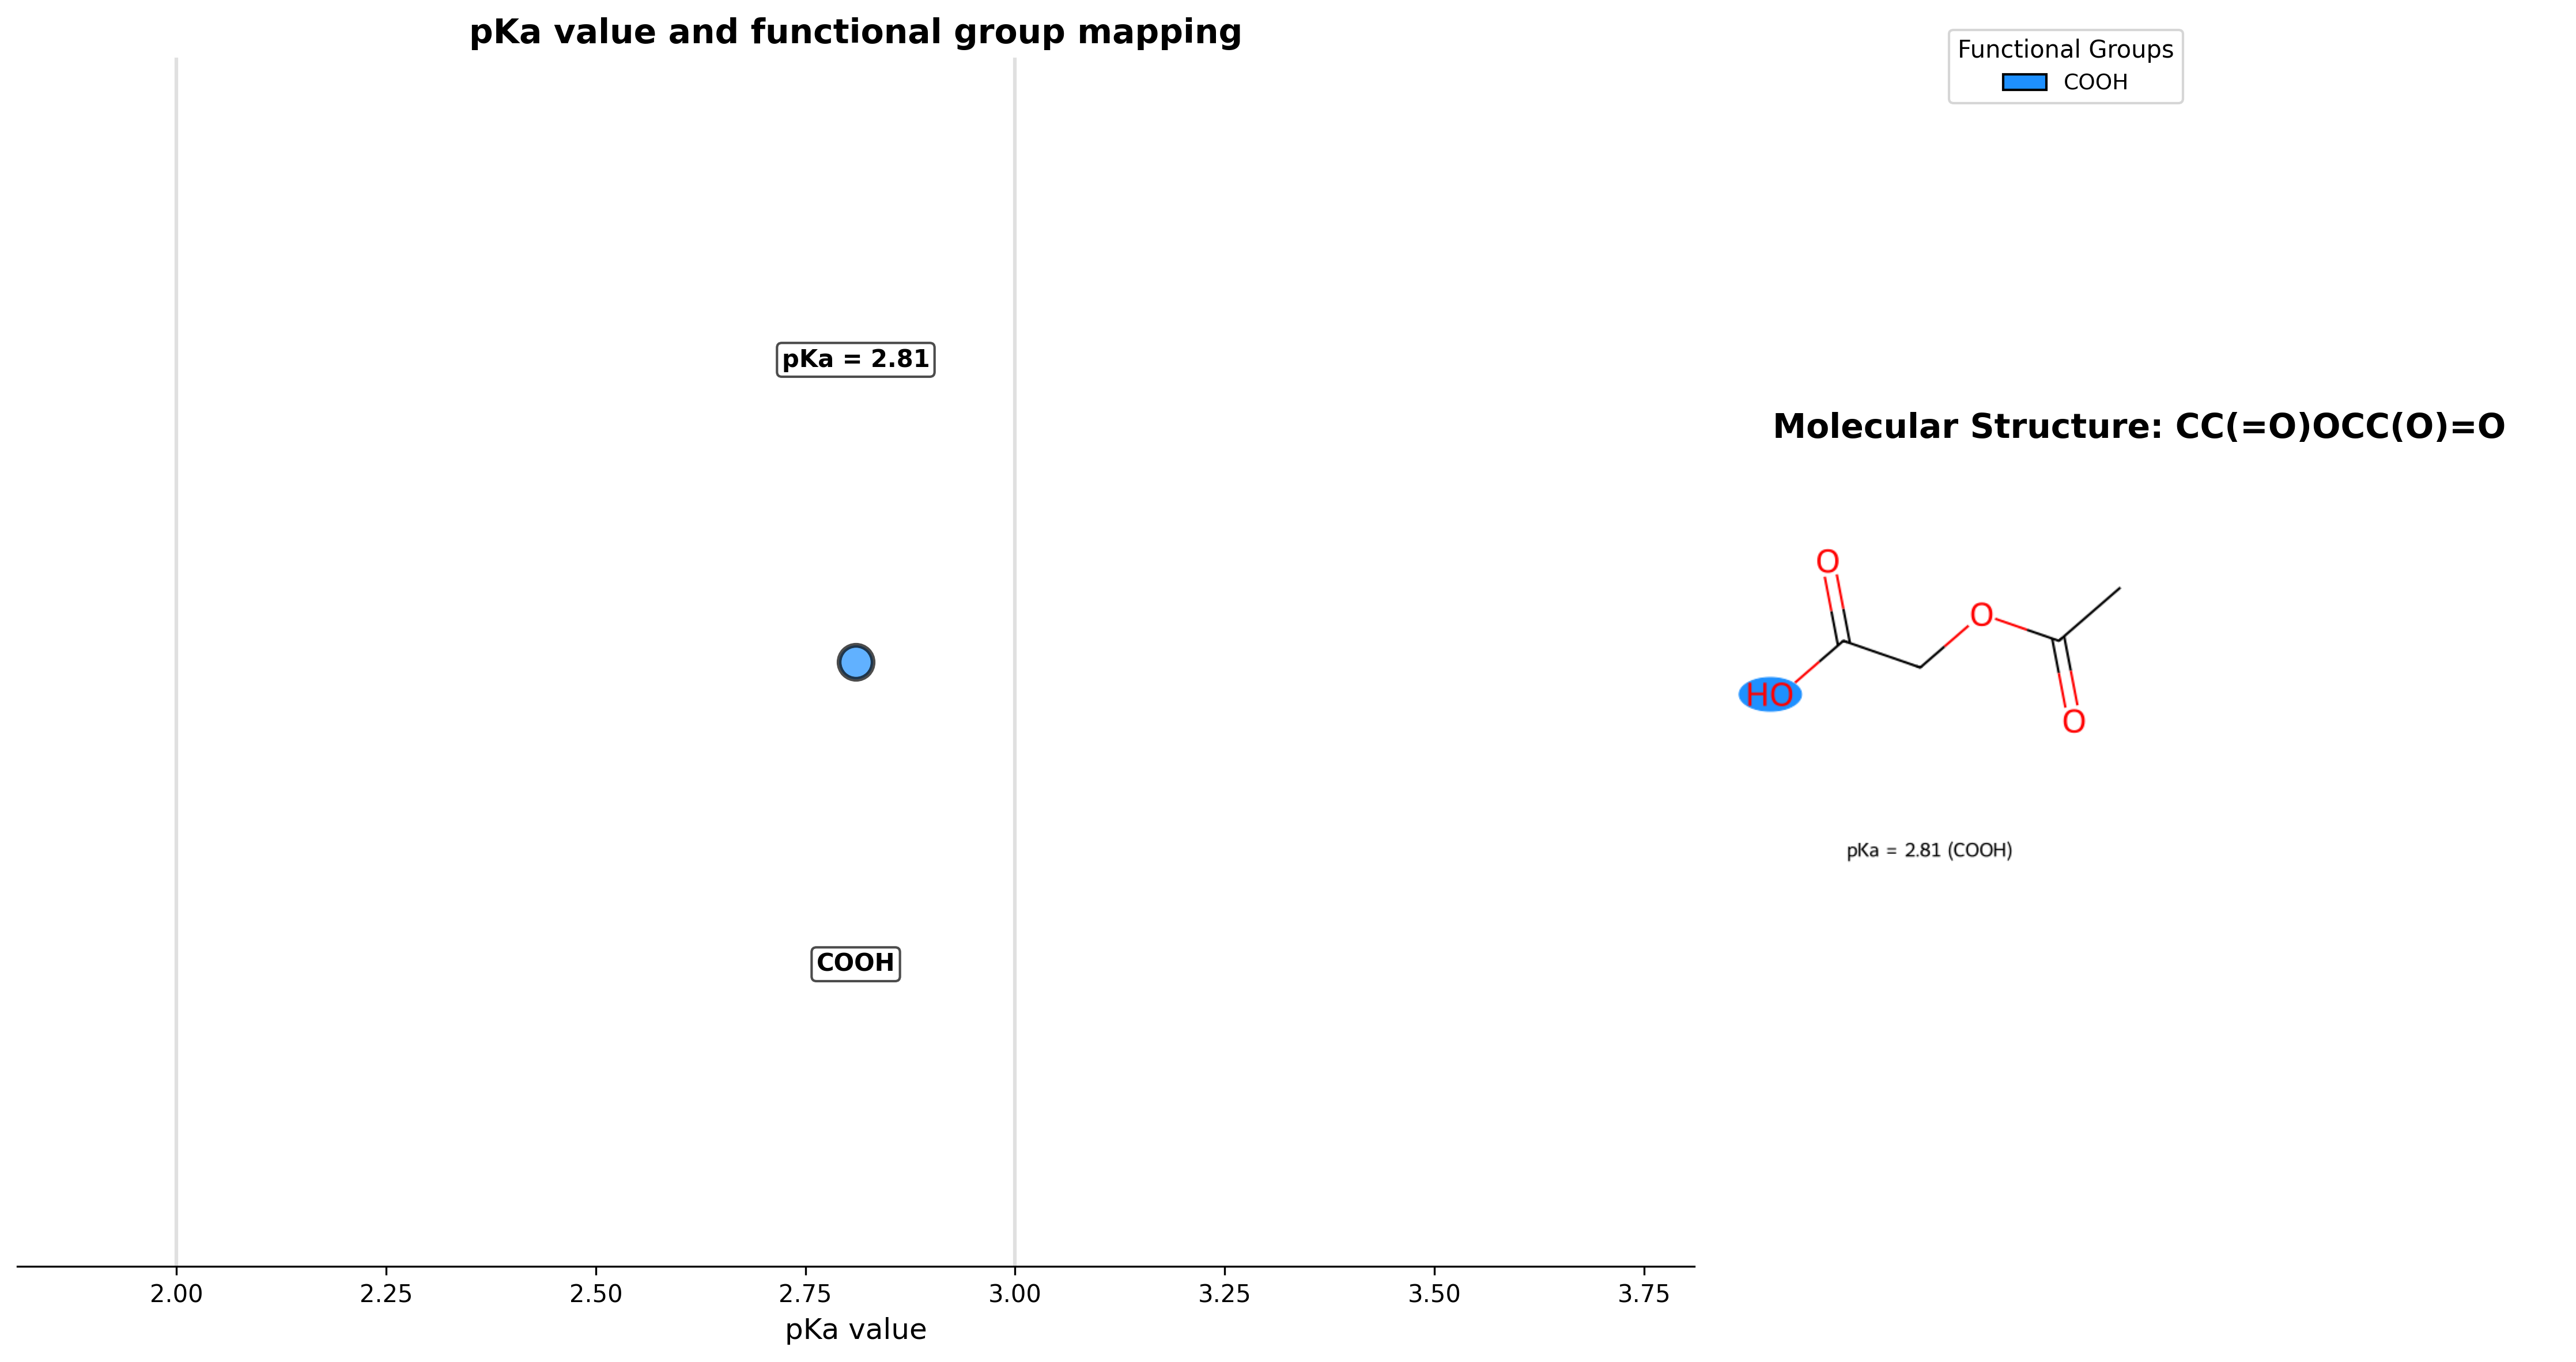 pKa value and functional group mapping
pKa = 2.81
COOH
2.00 2.25 2.50 2.75 3.00 3.25 3.50 3.75
pKa value
Functional Groups
COOH
Molecular Structure: CC(=O)OCC(O)=O
O
O
HO
O
pKa = 2.81 (COOH)